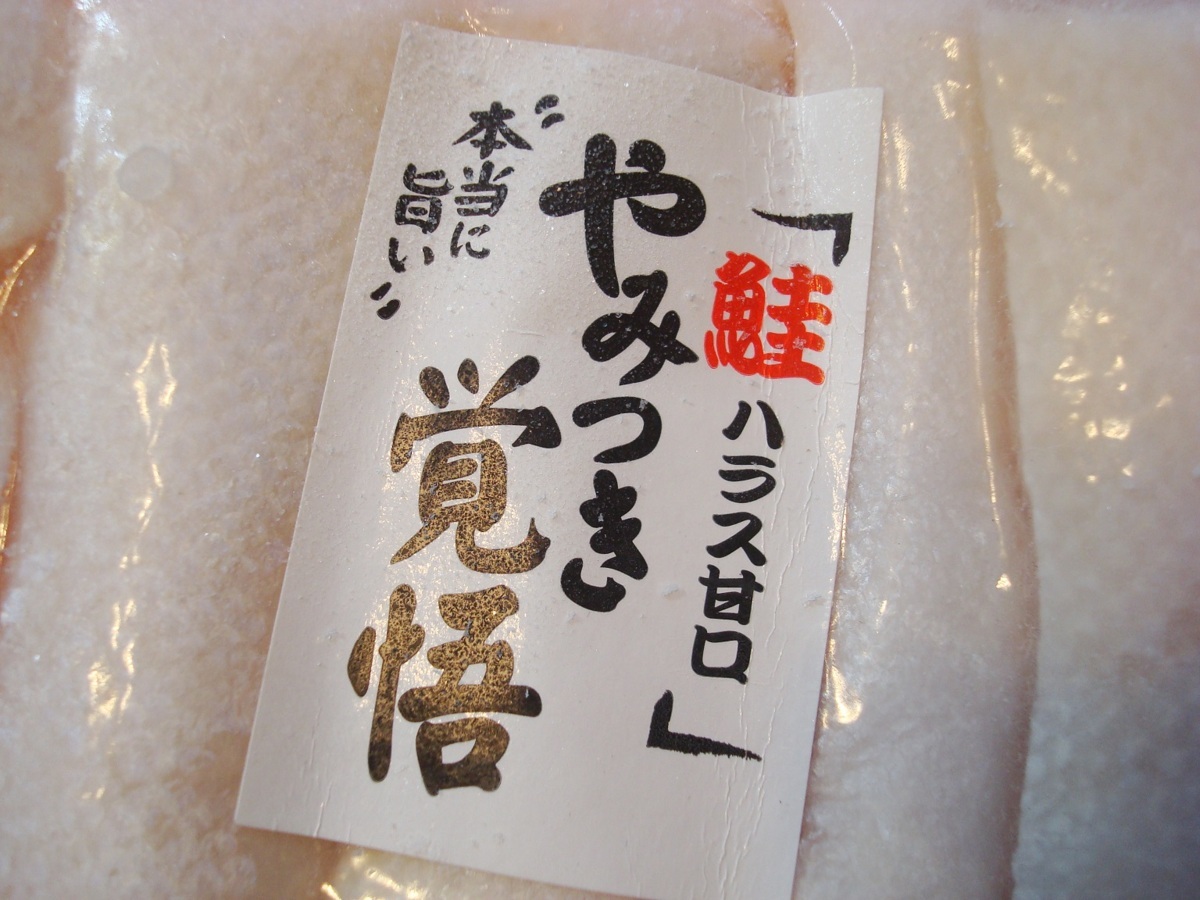 「鮭ハラス甘口」
やみつき
覚悟
"本当に
旨い"